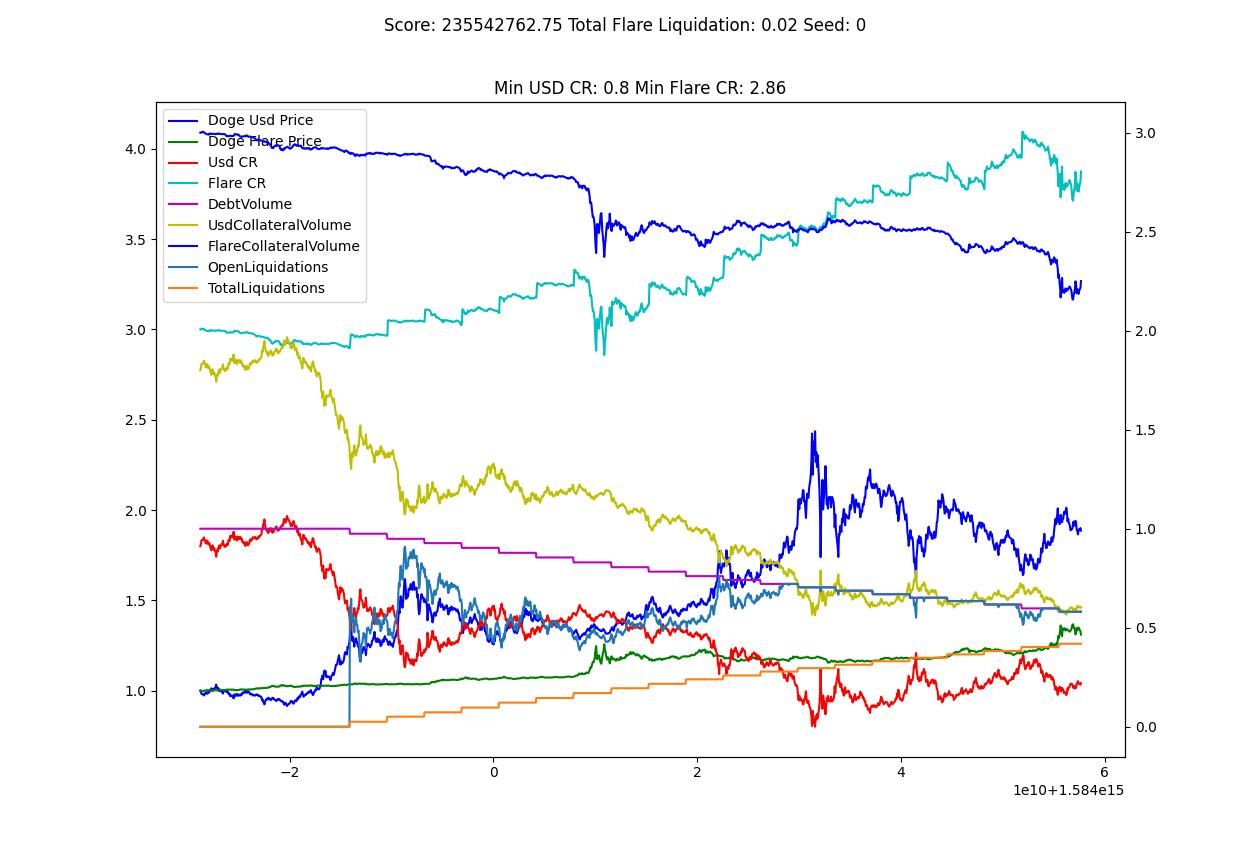 Score: 235542762.75 Total Flare Liquidation: 0.02 Seed: 0
Min USD CR: 0.8 Min Flare CR: 2.86
Doge Usd Price
Doge Flare Price
Usd CR
Flare CR
DebtVolume
UsdCollateralVolume
FlareCollateralVolume
OpenLiquidations
TotalLiquidations
4.0
3.5
3.0
2.5
2.0
1.5
1.0
3.0
2.5
2.0
1.5
1.0
0.5
0.0
−2 0 2 4 6
1e10+1.584e15